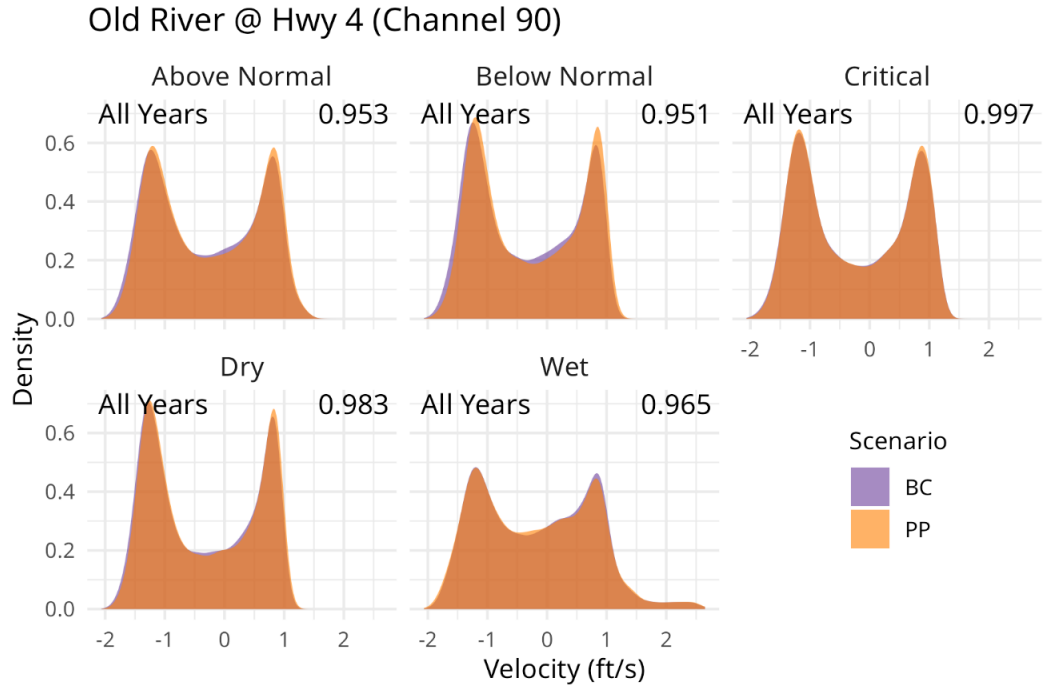 Old River @ Hwy 4 (Channel 90)
Above Normal
Below Normal
Critical
All Years 0.953
All Years 0.951
All Years 0.997
0.6
0.4
0.2
0.0
-2 -1 0 1 2
Dry
Wet
All Years 0.983
All Years 0.965
0.6
0.4
0.2
0.0
-2 -1 0 1 2
-2 -1 0 1 2
Density
Velocity (ft/s)
Scenario
BC
PP